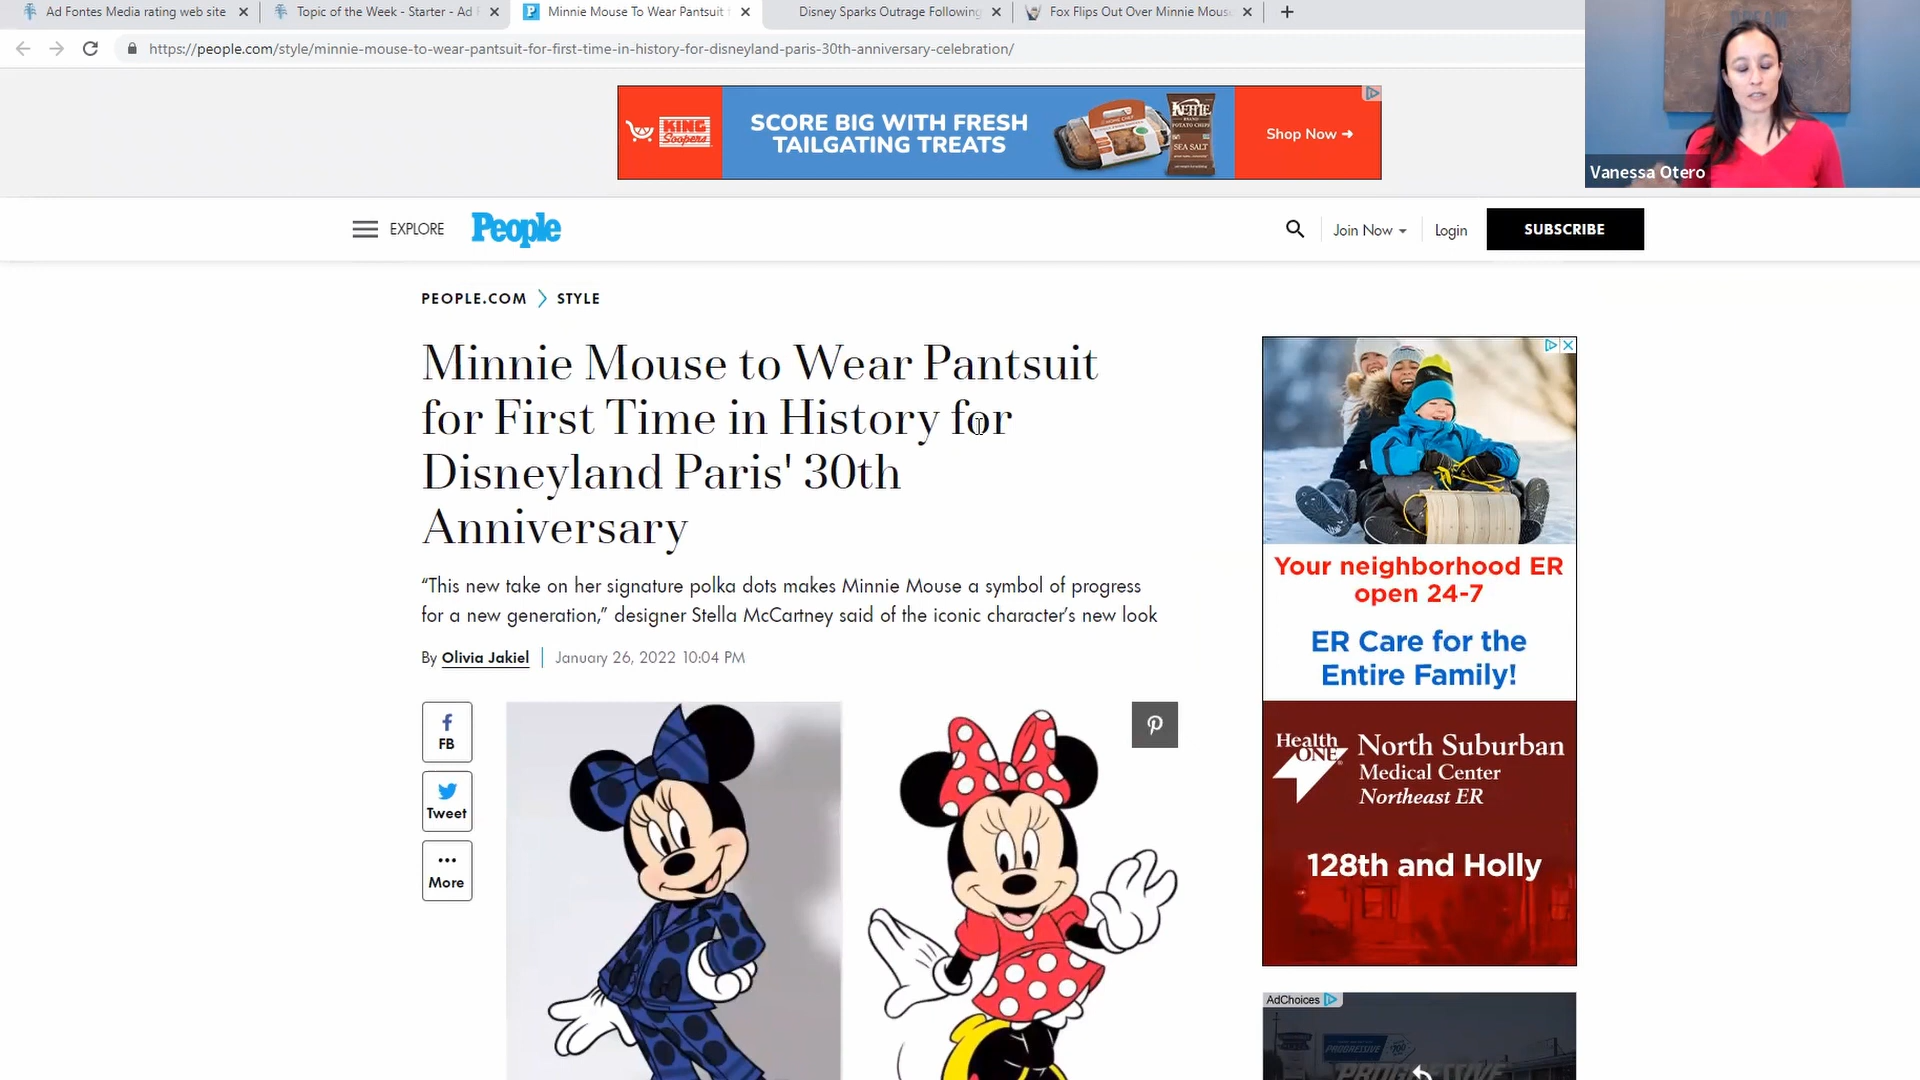 Ad Fontes Media rating web site
Topic of the Week - Starter - Ad F
Minnie Mouse To Wear Pantsuit f
Disney Sparks Outrage Following
Fox Flips Out Over Minnie Mouse
https://people.com/style/minnie-mouse-to-wear-pantsuit-for-first-time-in-history-for-disneyland-paris-30th-anniversary-celebration/
KING
Soopers
SCORE BIG WITH FRESH
TAILGATING TREATS
HOME CHEF
KETTLE
BRAND
POTATO CHIPS
SEA SALT
Shop Now →
Vanessa Otero
EXPLORE
People
Join Now
Login
SUBSCRIBE
PEOPLE.COM > STYLE
Minnie Mouse to Wear Pantsuit
for First Time in History for
Disneyland Paris' 30th
Anniversary
“This new take on her signature polka dots makes Minnie Mouse a symbol of progress
for a new generation,” designer Stella McCartney said of the iconic character’s new look
By Olivia Jakiel | January 26, 2022 10:04 PM
FB
Tweet
More
Your neighborhood ER
open 24-7
ER Care for the
Entire Family!
HealthONE
North Suburban
Medical Center
Northeast ER
128th and Holly
AdChoices
PROGRESSIVE
PROGRESSIVE